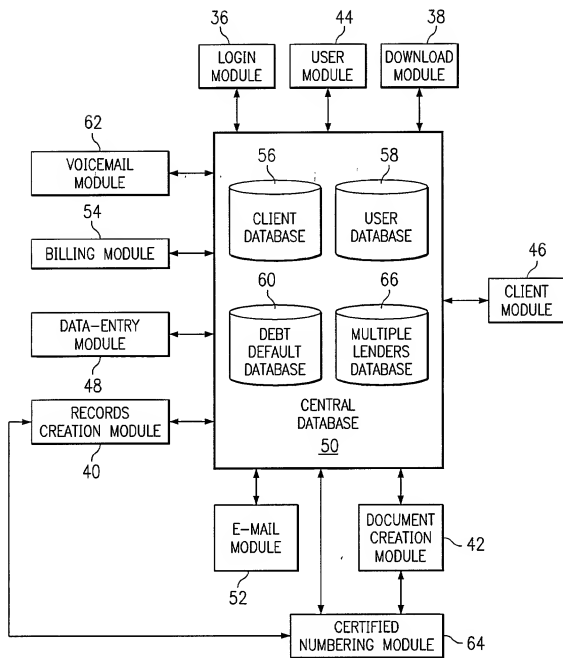 36
44
38
LOGIN
MODULE
USER
MODULE
DOWNLOAD
MODULE
62
VOICEMAIL
MODULE
56
CLIENT
DATABASE
58
USER
DATABASE
54
BILLING MODULE
46
CLIENT
MODULE
60
DEBT
DEFAULT
DATABASE
66
MULTIPLE
LENDERS
DATABASE
DATA-ENTRY
MODULE
48
CENTRAL
DATABASE
50
RECORDS
CREATION MODULE
40
E-MAIL
MODULE
52
DOCUMENT
CREATION
MODULE
42
CERTIFIED
NUMBERING MODULE
64